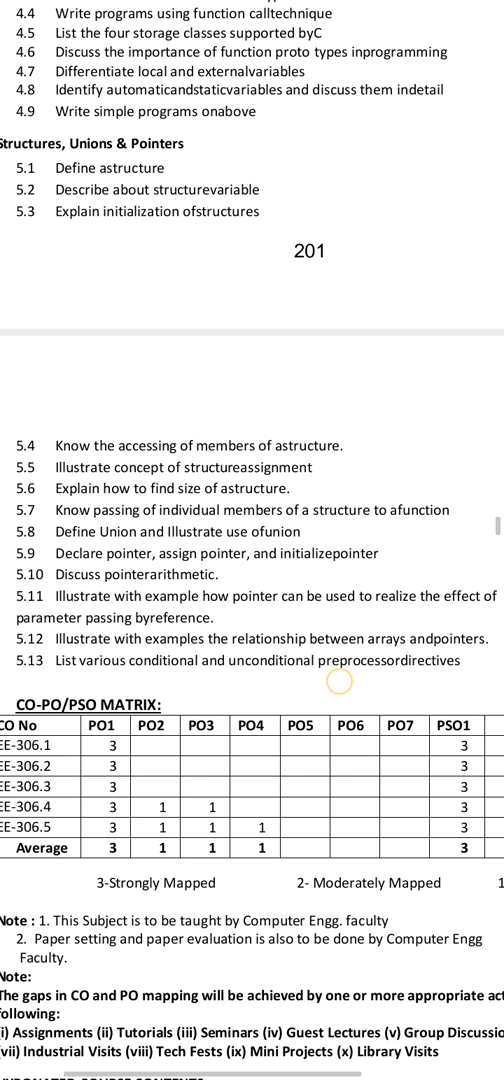 4.4 Write programs using function calltechnique
4.5 List the four storage classes supported byC
4.6 Discuss the importance of function proto types inprogramming
4.7 Differentiate local and externalvariables
4.8 Identify automaticandstaticvariables and discuss them indetail
4.9 Write simple programs onabove
Structures, Unions & Pointers
5.1 Define astructure
5.2 Describe about structurevariable
5.3 Explain initialization ofstructures
201
5.4 Know the accessing of members of astructure.
5.5 Illustrate concept of structureassignment
5.6 Explain how to find size of astructure.
5.7 Know passing of individual members of a structure to afunction
5.8 Define Union and Illustrate use ofunion
5.9 Declare pointer, assign pointer, and initializepointer
5.10 Discuss pointerarithmetic.
5.11 Illustrate with example how pointer can be used to realize the effect of
parameter passing byreference.
5.12 Illustrate with examples the relationship between arrays andpointers.
5.13 List various conditional and unconditional preprocessordirectives
CO-PO/PSO MATRIX:
CO No PO1 PO2 PO3 PO4 PO5 PO6 PO7 PSO1
EE-306.1 3 3
EE-306.2 3 3
EE-306.3 3 3
EE-306.4 3 1 1 3
EE-306.5 3 1 1 1 3
Average 3 1 1 1 3
3-Strongly Mapped 2- Moderately Mapped 1
Note : 1. This Subject is to be taught by Computer Engg. faculty
2. Paper setting and paper evaluation is also to be done by Computer Engg
Faculty.
Note:
The gaps in CO and PO mapping will be achieved by one or more appropriate act
following:
(i) Assignments (ii) Tutorials (iii) Seminars (iv) Guest Lectures (v) Group Discussio
(vii) Industrial Visits (viii) Tech Fests (ix) Mini Projects (x) Library Visits